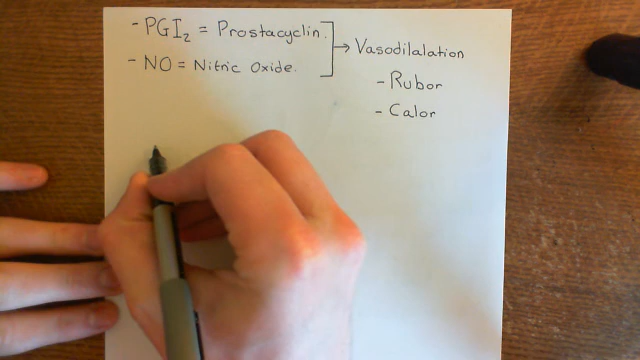 - PGI₂ = Prostacyclin.
- NO = Nitric Oxide.
→ Vasodilalation
- Rubor
- Calor